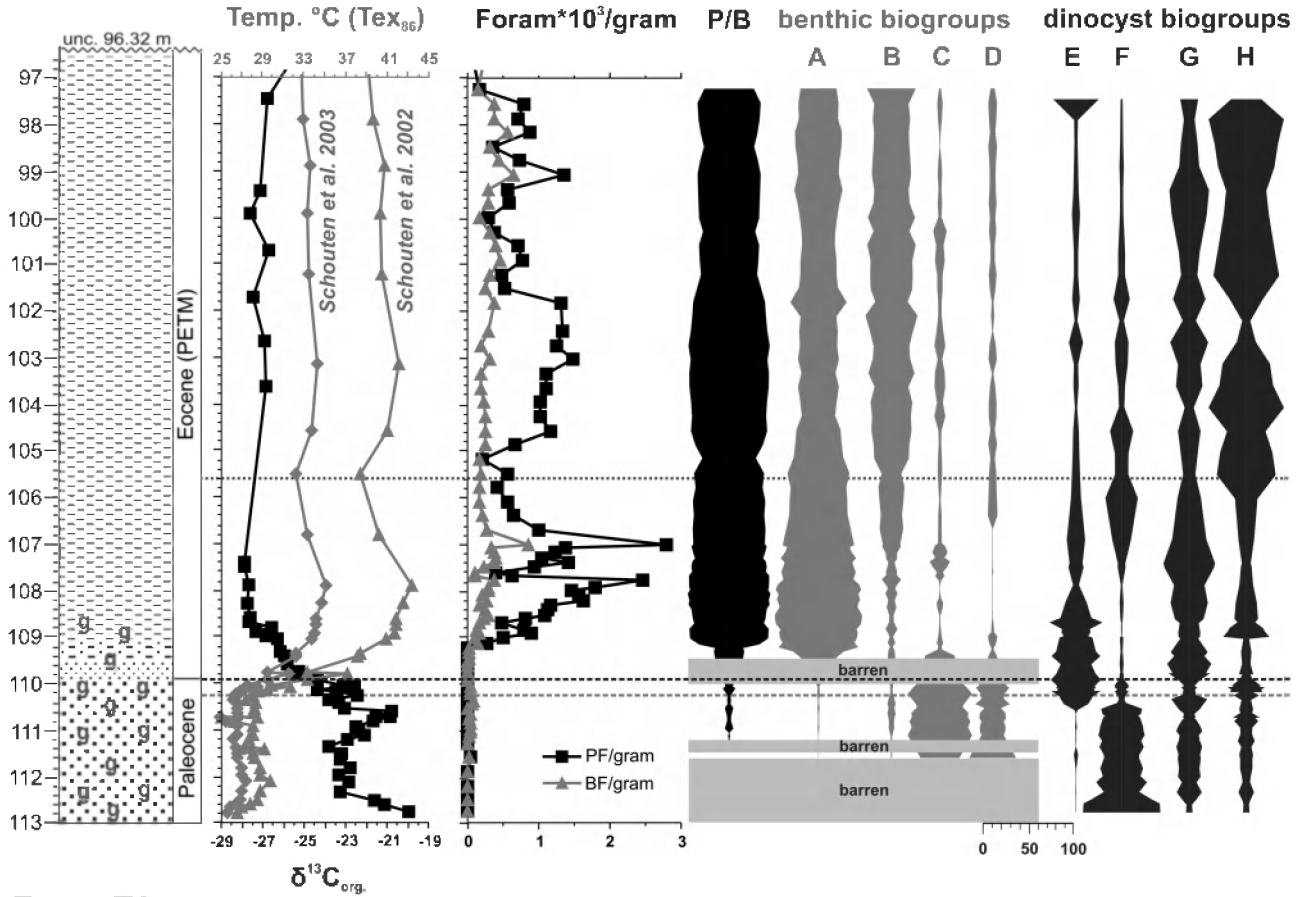 Temp. °C (Tex86)
Foram*10³/gram
P/B
benthic biogroups
dinocyst biogroups
unc. 96.32 m
25 29 33 37 41 45
A B C D
E F G H
97
98
99
100
101
102
103
104
105
106
107
108
109
110
111
112
113
Eocene (PETM)
Paleocene
Schouten et al. 2003
Schouten et al. 2002
g
g
g
g
g
g
g
g
g
g
g
g
barren
barren
barren
PF/gram
BF/gram
-29 -27 -25 -23 -21 -19
0 1 2 3
0 50 100
δ¹³Corg.